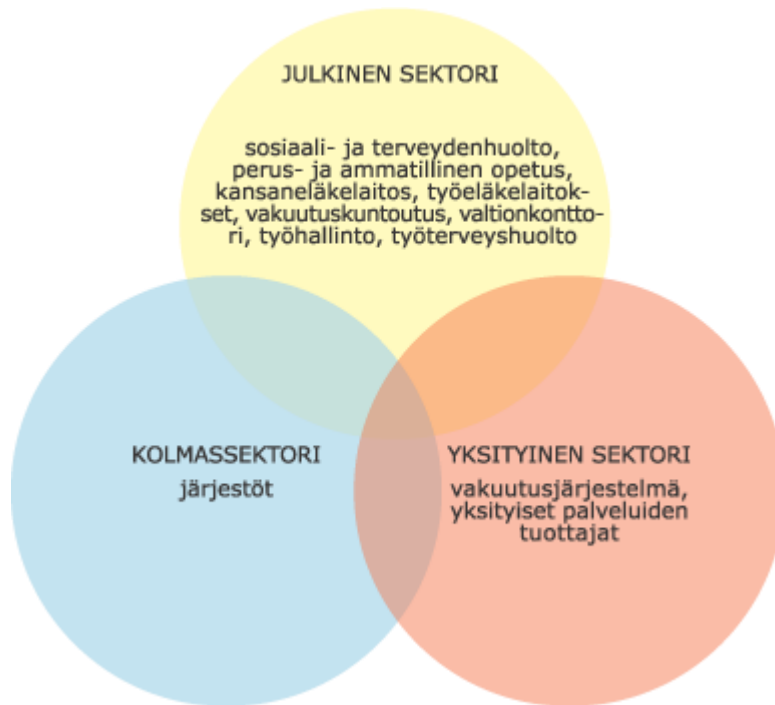 JULKINEN SEKTORI
sosiaali- ja terveydenhuolto,
perus- ja ammatillinen opetus,
kansaneläkelaitos, työeläkelaitok-
set, vakuutuskuntoutus, valtionkontto-
ri, työhallinto, työterveyshuolto
KOLMASSEKTORI
järjestöt
YKSITYINEN SEKTORI
vakuutusjärjestelmä,
yksityiset palveluiden
tuottajat